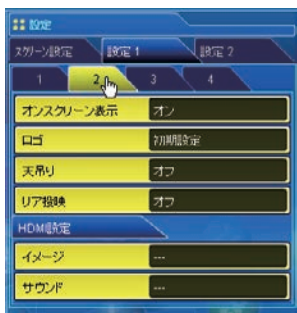 設定
スクリーン設定 設定 1 設定 2
1 2 3 4
オンスクリーン表示 オン
ロゴ 初期設定
天吊り オフ
リア投映 オフ
HDMI設定
イメージ ---
サウンド ---